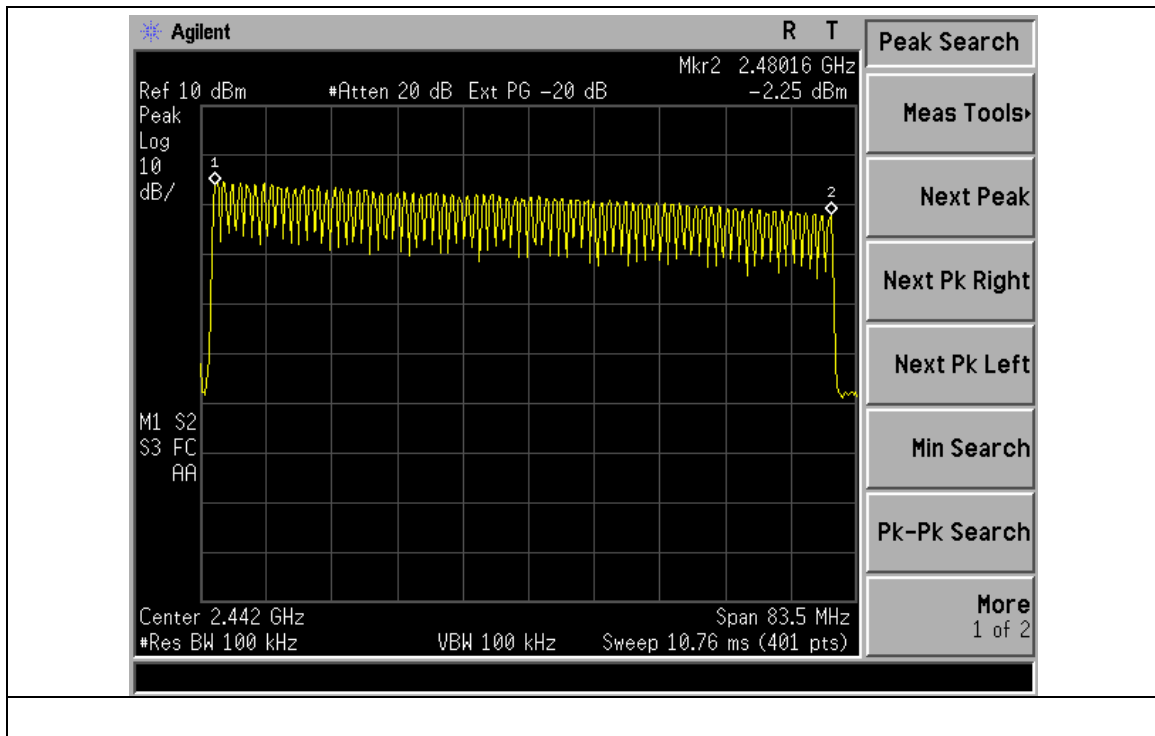 Agilent
R T
Mkr2 2.48016 GHz
Ref 10 dBm #Atten 20 dB Ext PG -20 dB -2.25 dBm
Peak
Log
10
dB/
1
2
M1 S2
S3 FC
AA
Center 2.442 GHz Span 83.5 MHz
#Res BW 100 kHz VBW 100 kHz Sweep 10.76 ms (401 pts)
Peak Search
Meas Tools▸
Next Peak
Next Pk Right
Next Pk Left
Min Search
Pk-Pk Search
More
1 of 2